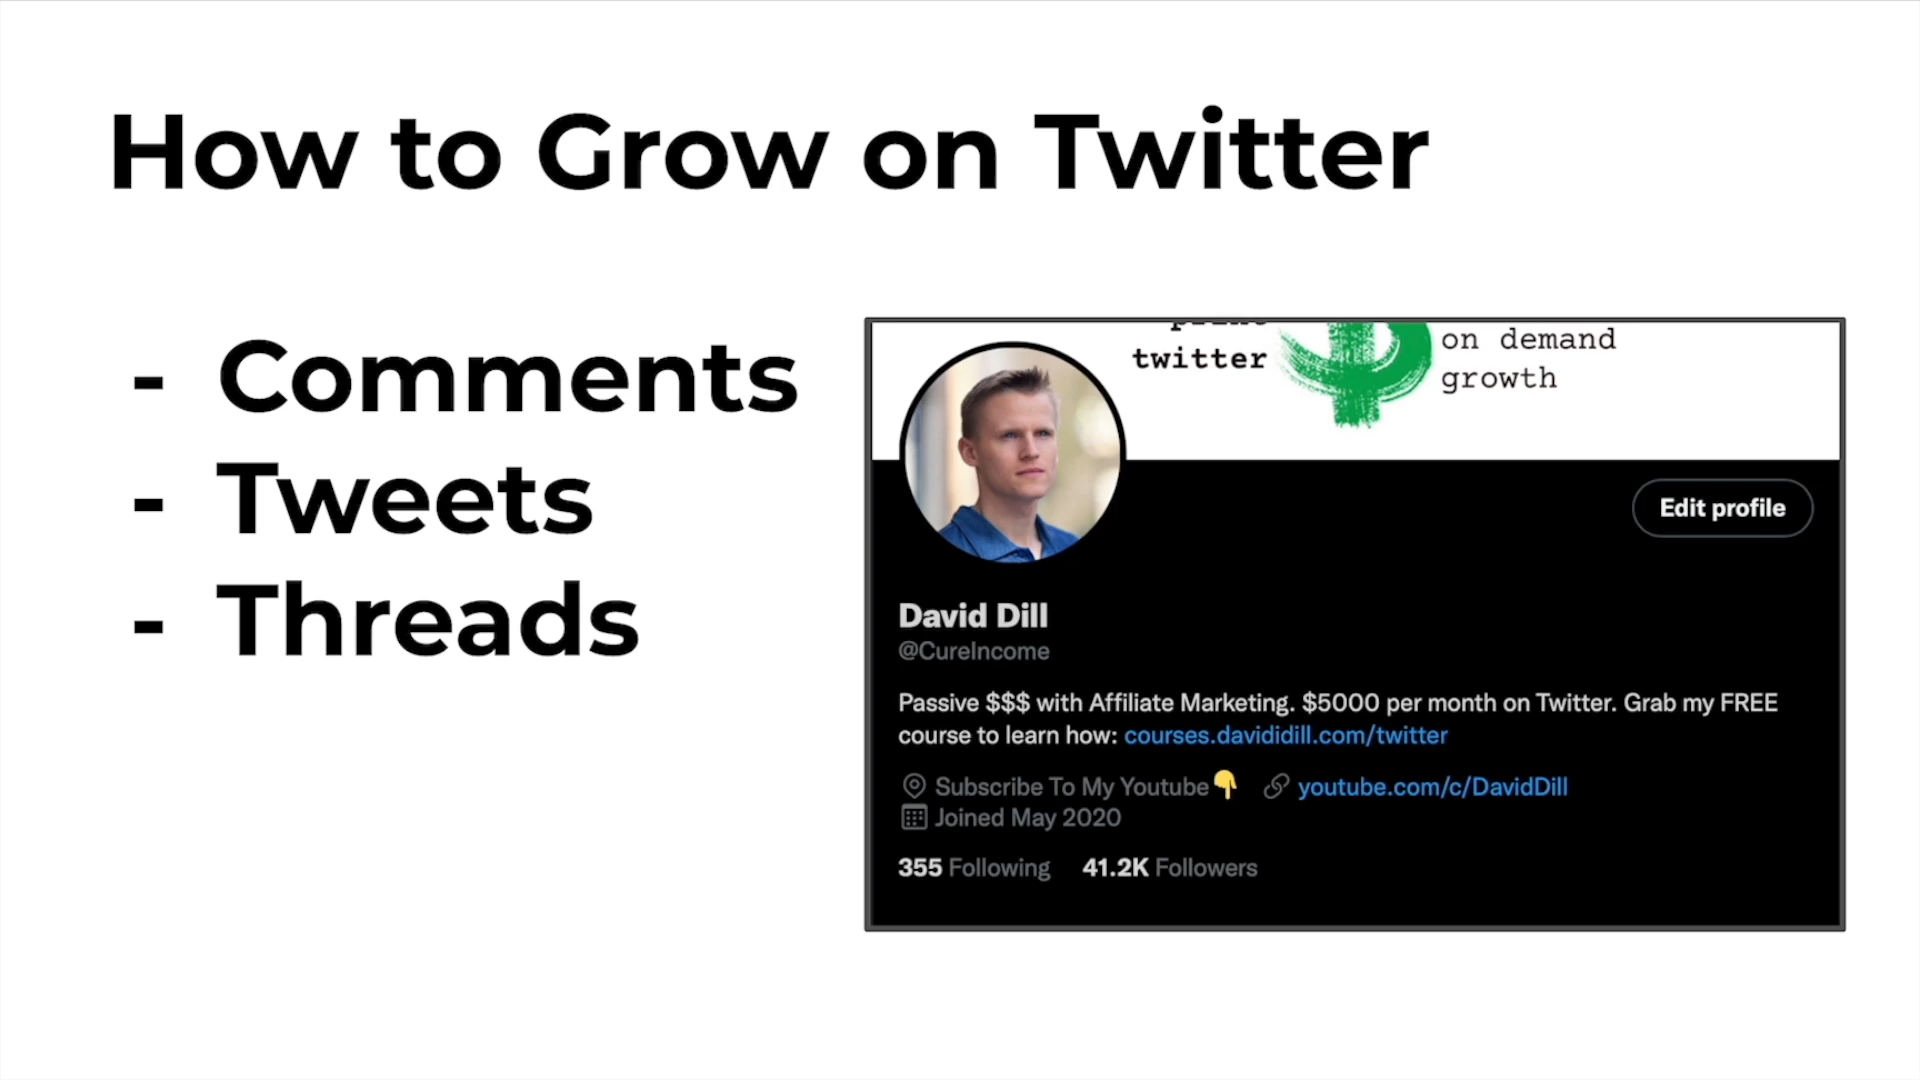 How to Grow on Twitter
- Comments
- Tweets
- Threads
twitter
on demand
growth
Edit profile
David Dill
@CureIncome
Passive $$$ with Affiliate Marketing. $5000 per month on Twitter. Grab my FREE
course to learn how: courses.davididill.com/twitter
Subscribe To My Youtube👇 youtube.com/c/DavidDill
Joined May 2020
355 Following 41.2K Followers